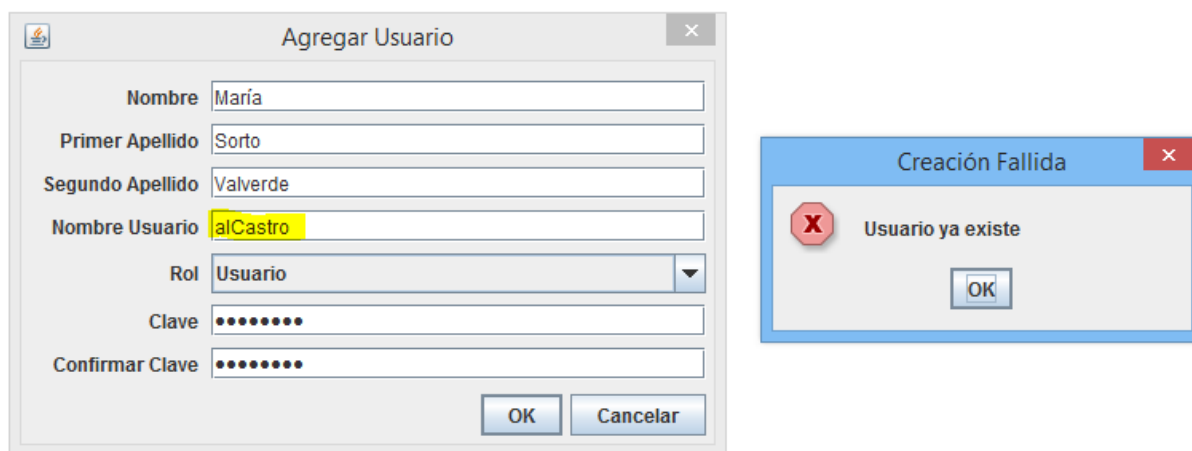 Agregar Usuario
Nombre María
Primer Apellido Sorto
Segundo Apellido Valverde
Nombre Usuario alCastro
Rol Usuario
Clave ••••••••
Confirmar Clave ••••••••
OK Cancelar
Creación Fallida
Usuario ya existe
OK